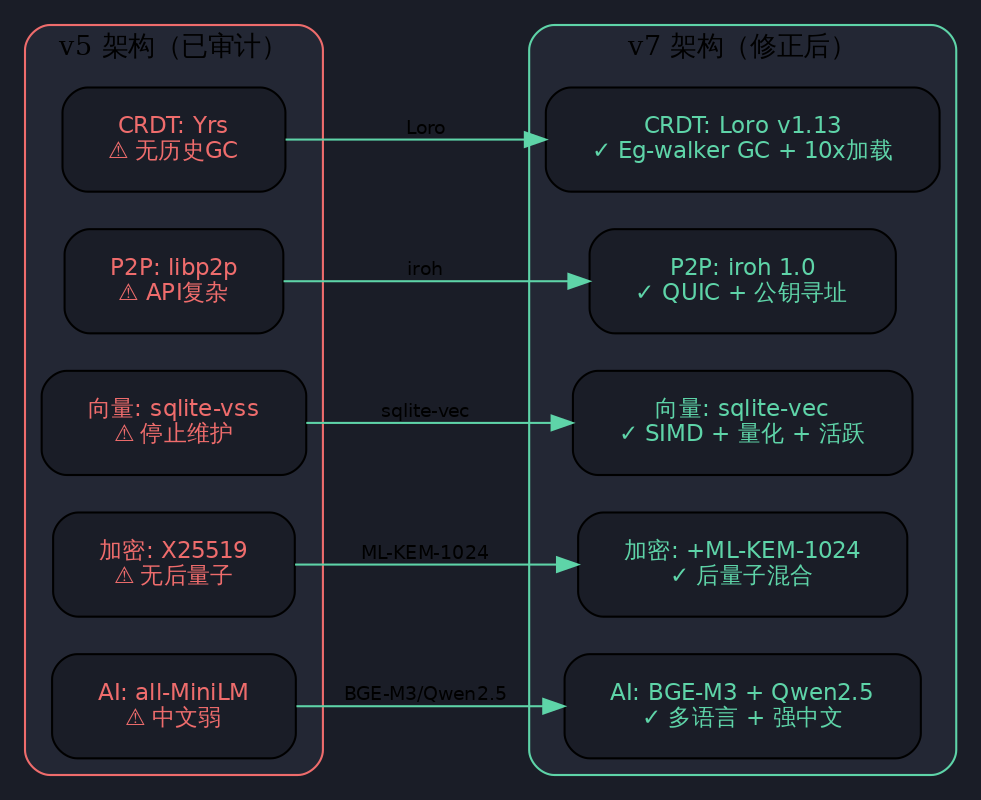 v5 架构（已审计）
v7 架构（修正后）
CRDT: Yrs
⚠ 无历史GC
Loro
CRDT: Loro v1.13
✓ Eg-walker GC + 10x加载
P2P: libp2p
⚠ API复杂
iroh
P2P: iroh 1.0
✓ QUIC + 公钥寻址
向量: sqlite-vss
⚠ 停止维护
sqlite-vec
向量: sqlite-vec
✓ SIMD + 量化 + 活跃
加密: X25519
⚠ 无后量子
ML-KEM-1024
加密: +ML-KEM-1024
✓ 后量子混合
AI: all-MiniLM
⚠ 中文弱
BGE-M3/Qwen2.5
AI: BGE-M3 + Qwen2.5
✓ 多语言 + 强中文